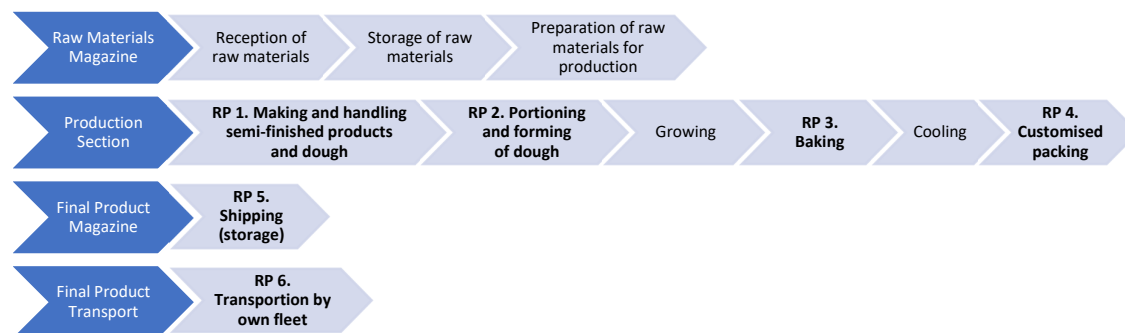 Raw Materials
Magazine
Reception of
raw materials
Storage of raw
materials
Preparation of raw
materials for
production
Production
Section
RP 1. Making and handling
semi-finished products
and dough
RP 2. Portioning
and forming
of dough
Growing
RP 3.
Baking
Cooling
RP 4.
Customised
packing
Final Product
Magazine
RP 5.
Shipping
(storage)
Final Product
Transport
RP 6.
Transportion by
own fleet